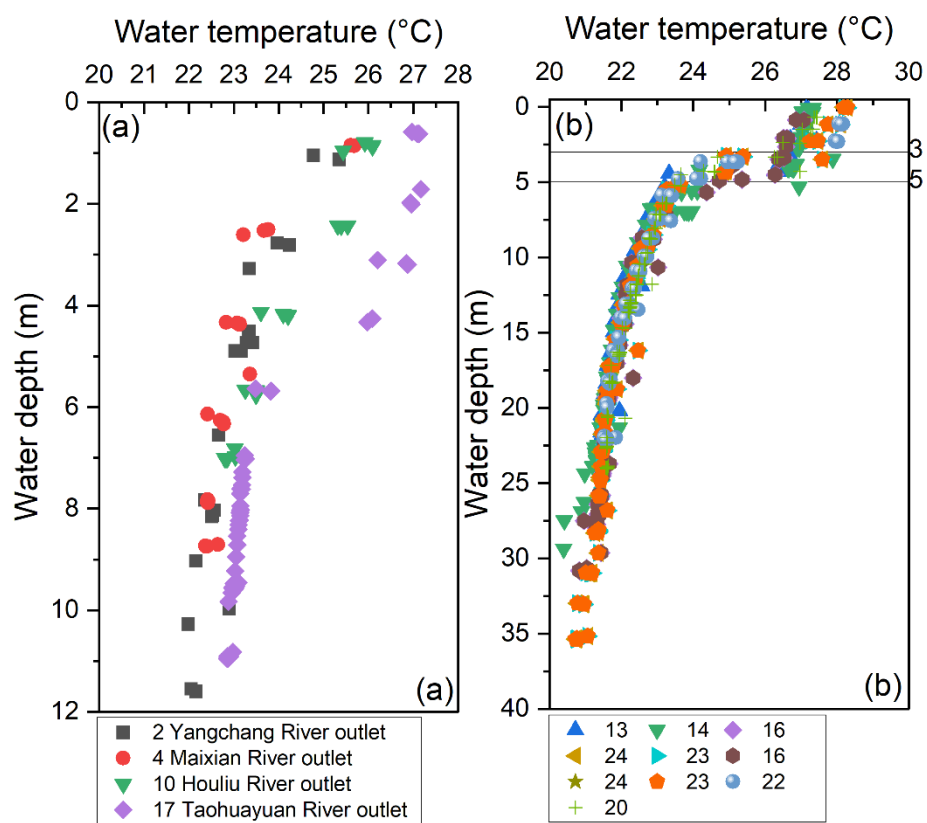 Water temperature (°C)
20 21 22 23 24 25 26 27 28
Water depth (m)
0
2
4
6
8
10
12
(a)
(a)
2 Yangchang River outlet
4 Maixian River outlet
10 Houliu River outlet
17 Taohuayuan River outlet
Water temperature (°C)
20 22 24 26 28 30
Water depth (m)
0
5
10
15
20
25
30
35
40
(b)
3
5
(b)
13 14 16
24 23 16
24 23 22
20